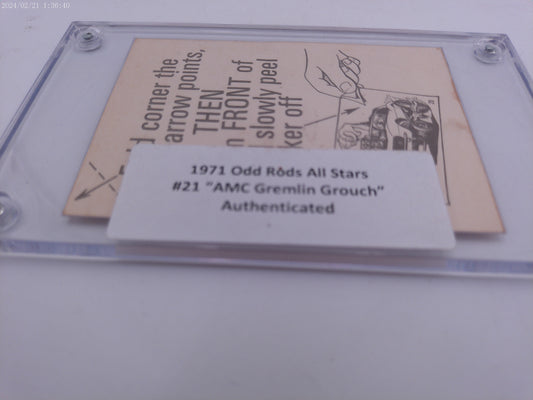 2024/02/21 1:36:40
d corner the
arrow points,
THEN
n FRONT of
slowly peel
ker off
1971 Odd Rods All Stars
#21 "AMC Gremlin Grouch"
Authenticated